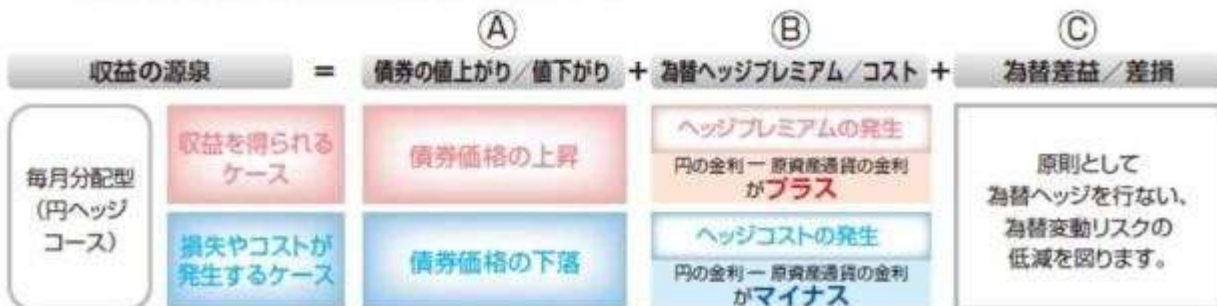 Ⓐ Ⓑ Ⓒ
収益の源泉 = 債券の値上がり/値下がり + 為替ヘッジプレミアム/コスト + 為替差益/差損
毎月分配型
(円ヘッジ
コース)
収益を得られる
ケース
債券価格の上昇
ヘッジプレミアムの発生
円の金利ー原資産通貨の金利
がプラス
損失やコストが
発生するケース
債券価格の下落
ヘッジコストの発生
円の金利ー原資産通貨の金利
がマイナス
原則として
為替ヘッジを行ない、
為替変動リスクの
低減を図ります。